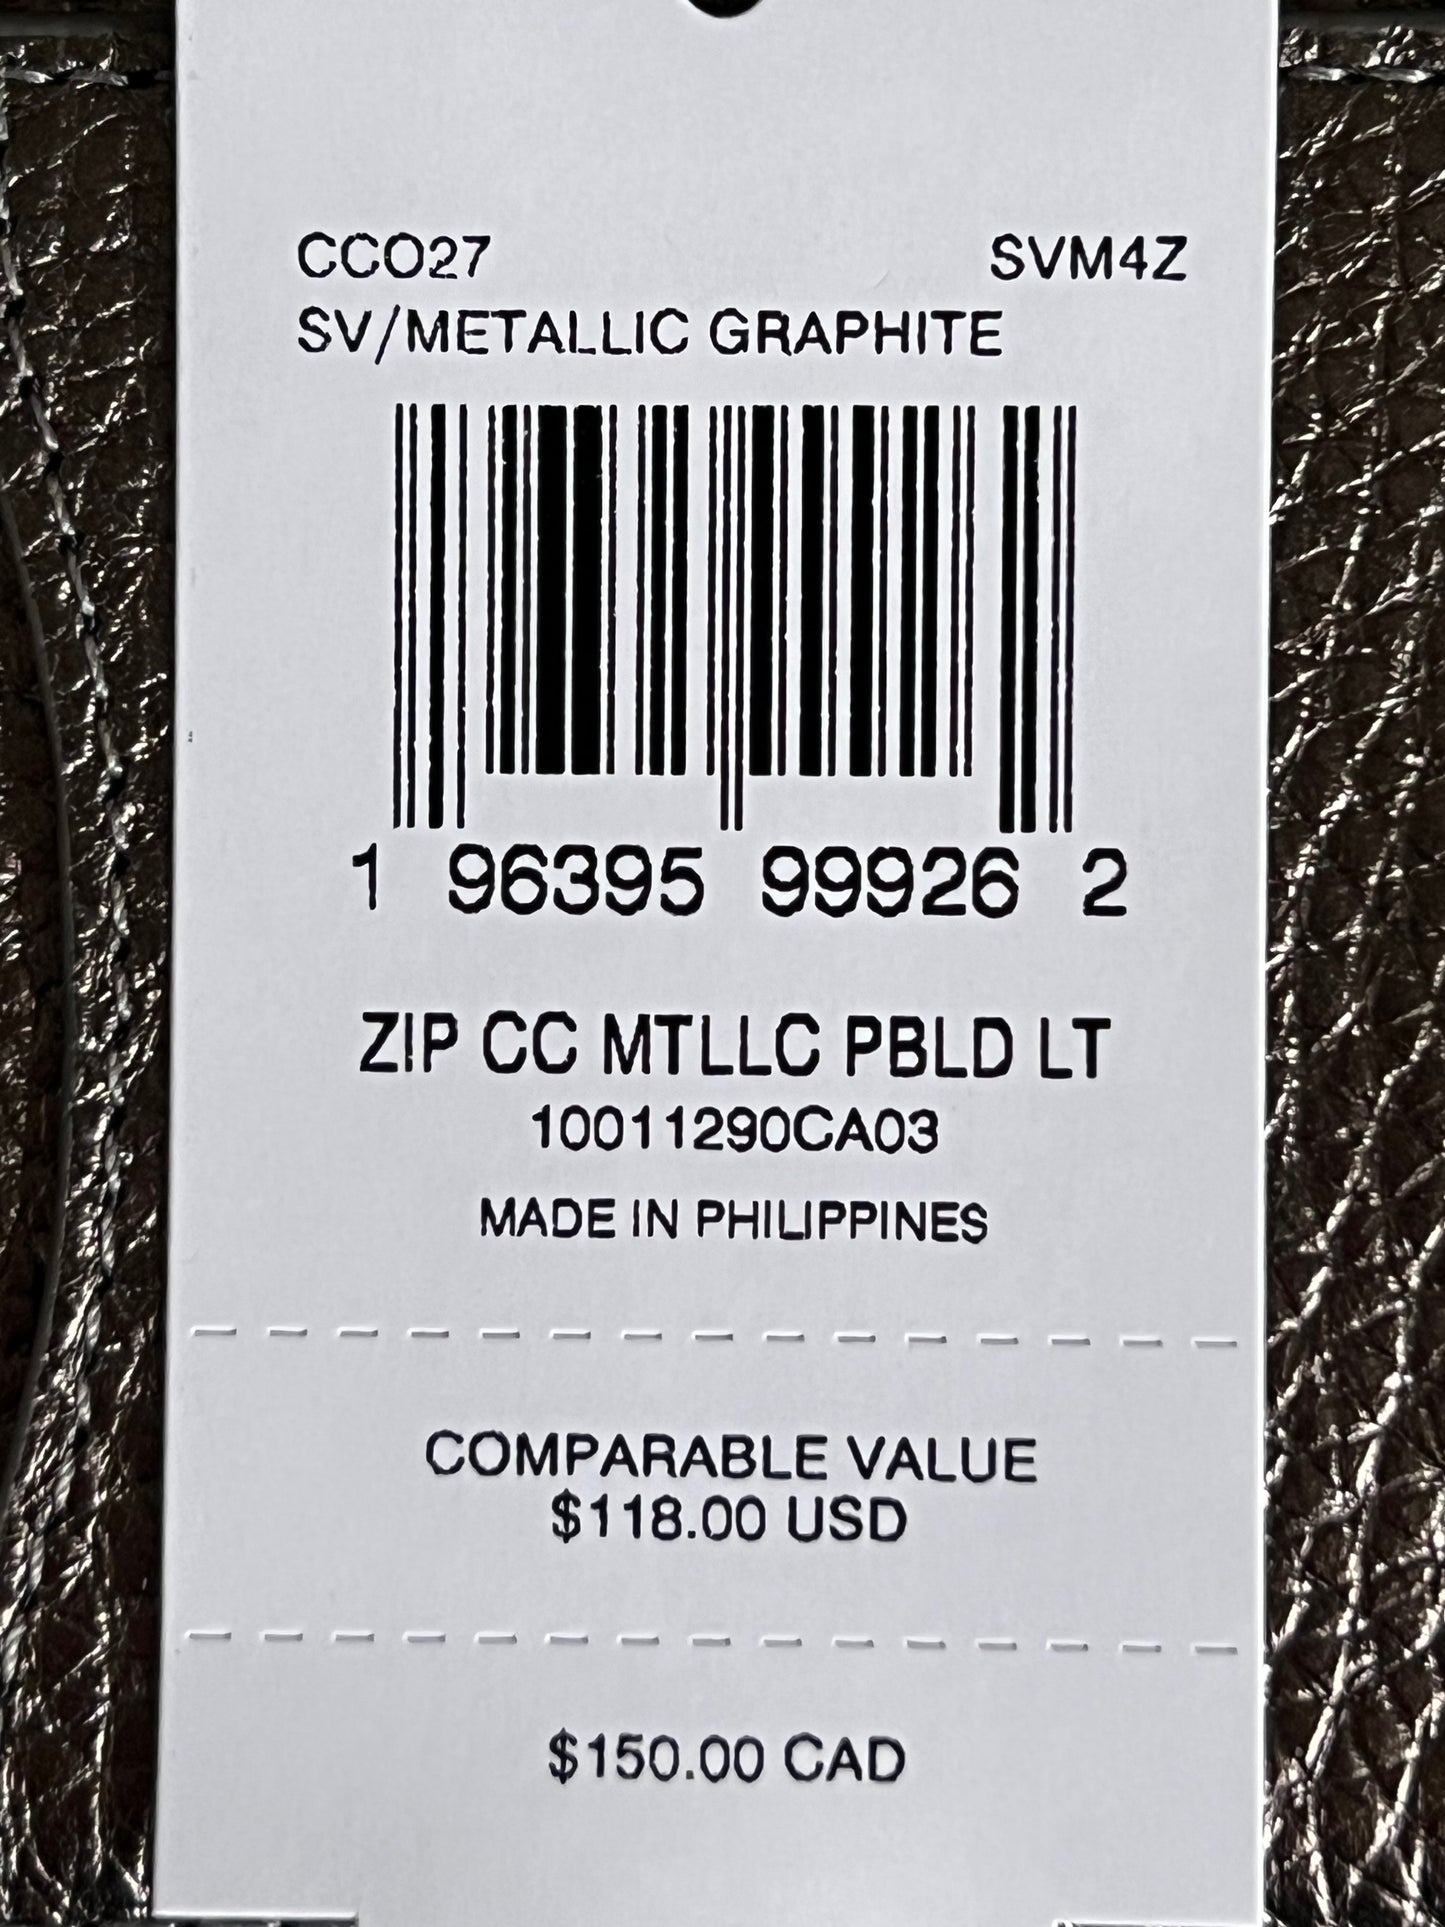 CCO27 SVM4Z
SV/METALLIC GRAPHITE
1 96395 99926 2
ZIP CC MTLLC PBLD LT
10011290CA03
MADE IN PHILIPPINES
COMPARABLE VALUE
$118.00 USD
$150.00 CAD